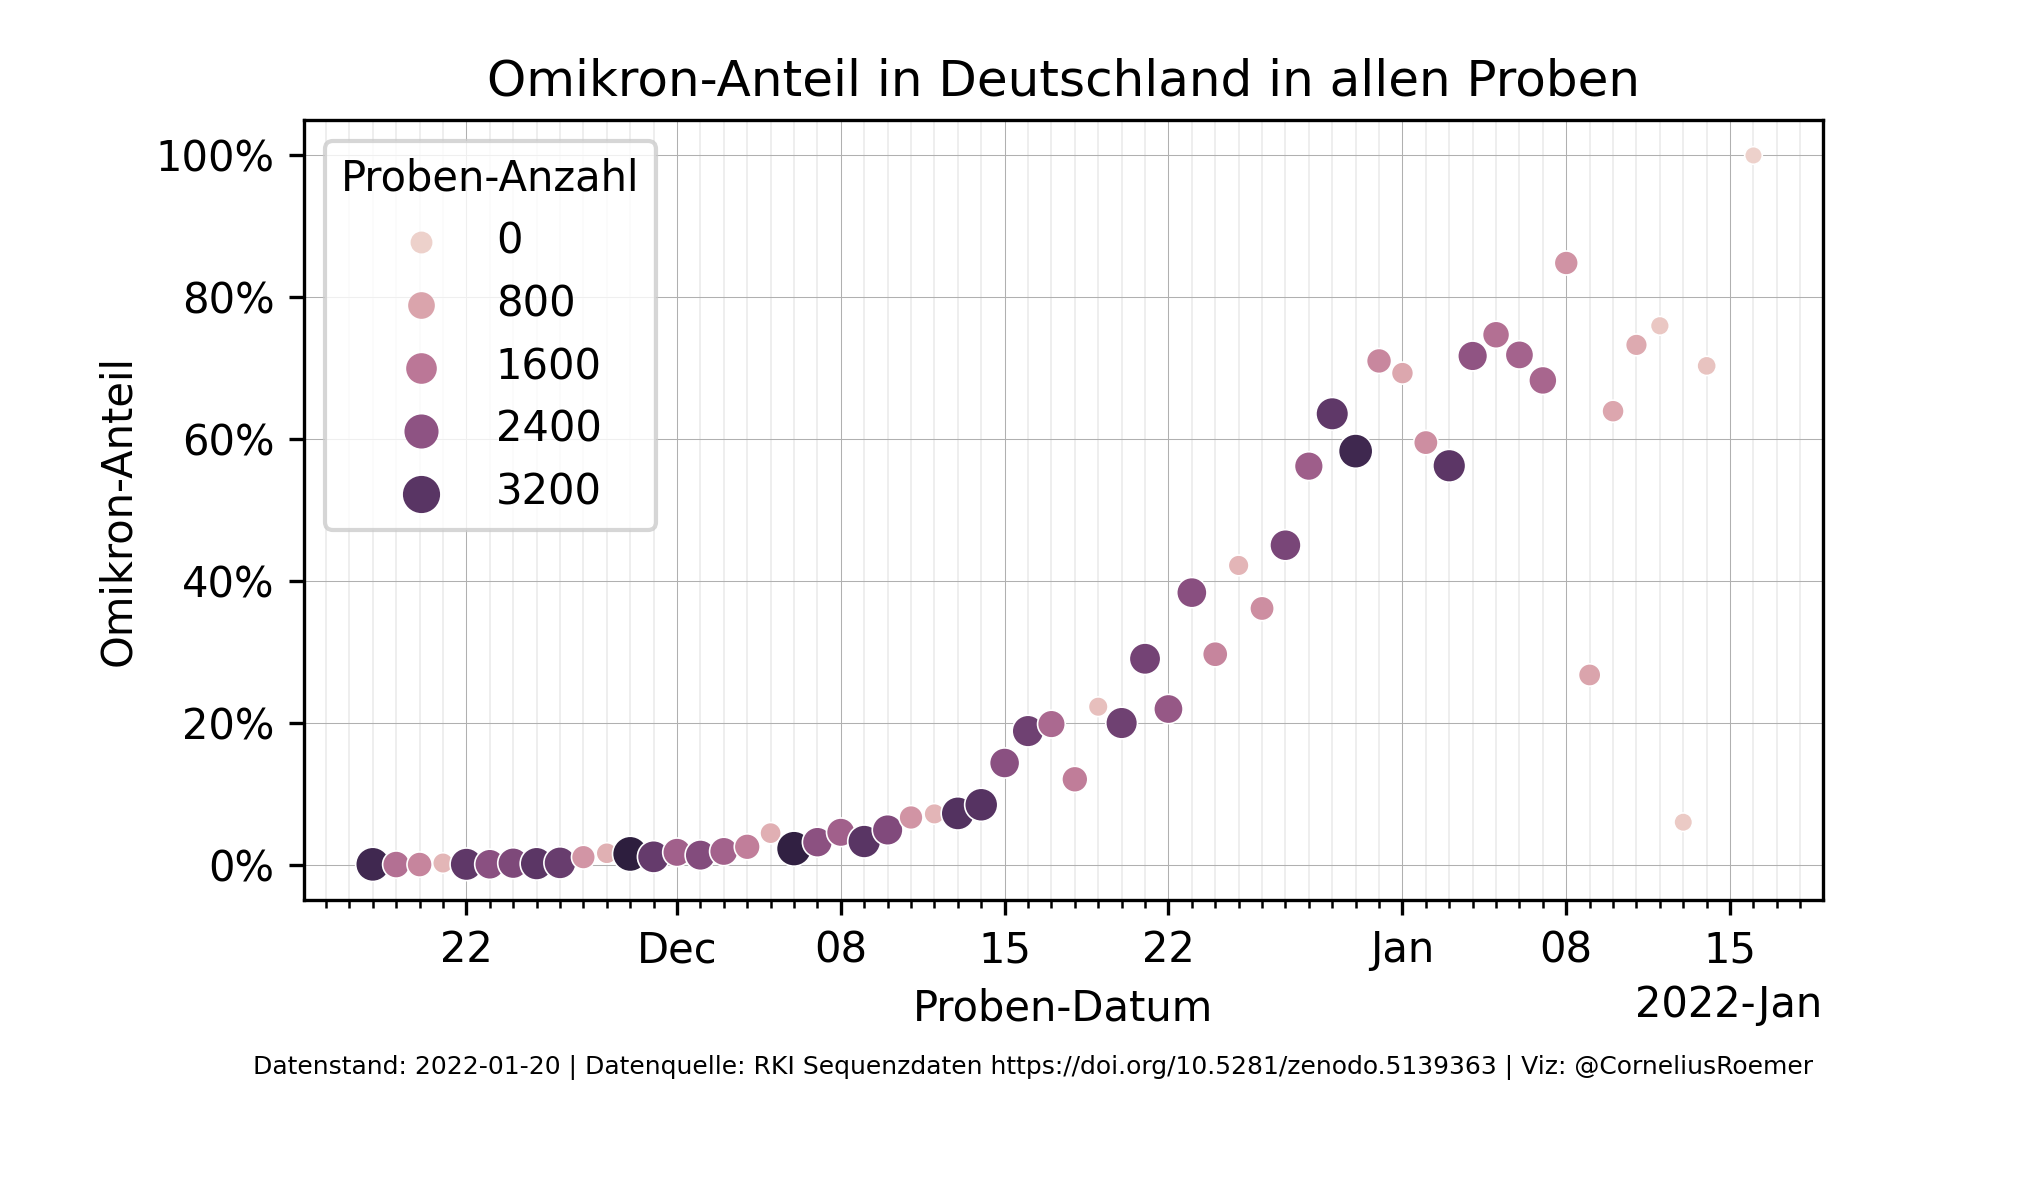 Omikron-Anteil in Deutschland in allen Proben
Omikron-Anteil
100%
80%
60%
40%
20%
0%
Proben-Anzahl
0
800
1600
2400
3200
22 Dec 08 15 22 Jan 08 15
Proben-Datum
2022-Jan
Datenstand: 2022-01-20 | Datenquelle: RKI Sequenzdaten https://doi.org/10.5281/zenodo.5139363 | Viz: @CorneliusRoemer